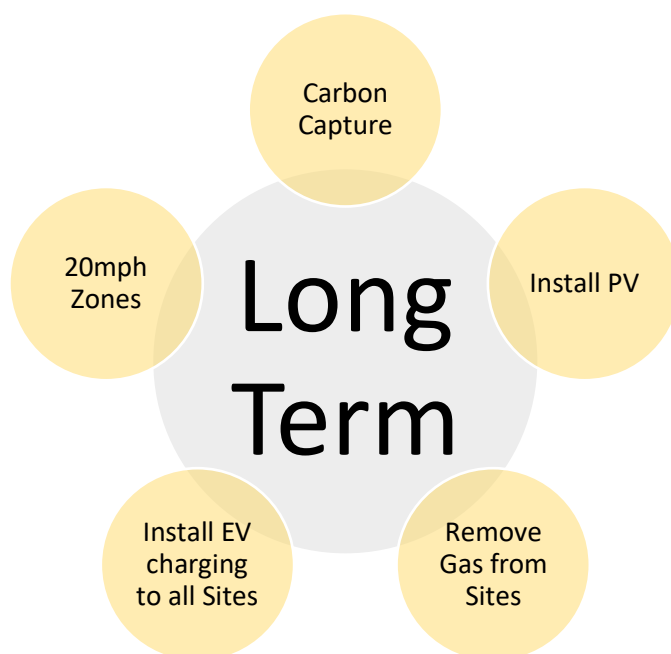 Carbon
Capture
20mph
Zones
Install PV
Long
Term
Install EV
charging
to all Sites
Remove
Gas from
Sites